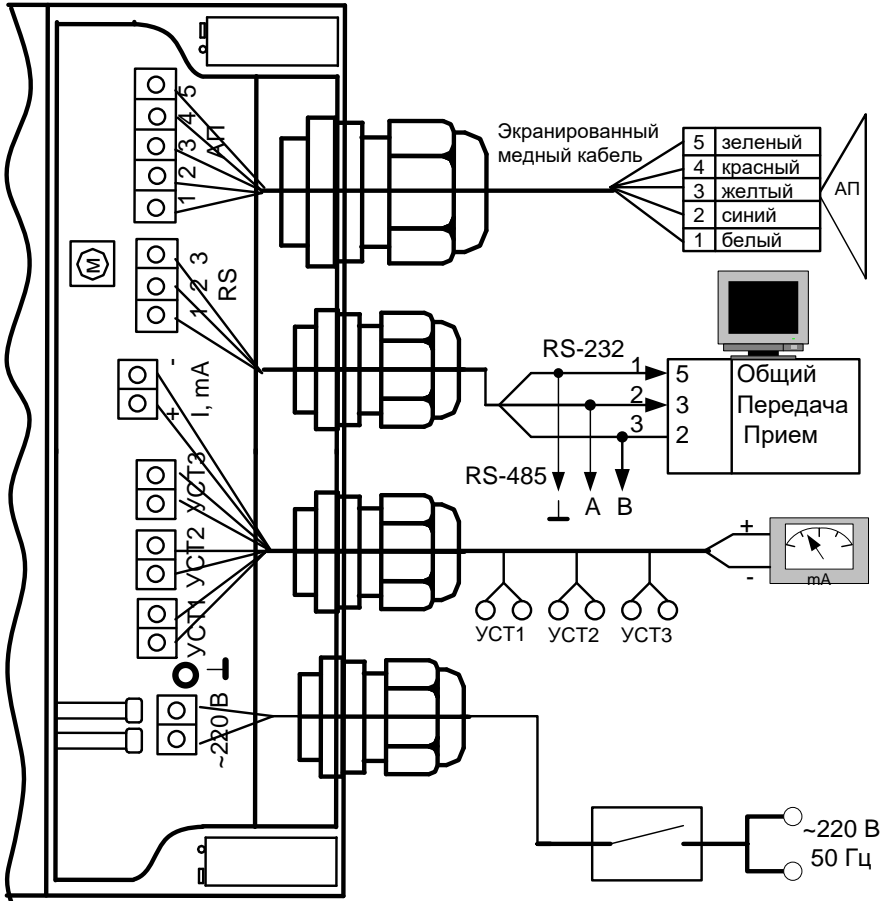 5
4
3
2
1
АП
Экранированный
медный кабель
5 зеленый
4 красный
3 желтый
2 синий
1 белый
АП
М
3
2
1
RS
RS-232
1
2
3
5 Общий
3 Передача
2 Прием
RS-485
A B
-
+
I, mA
УСТ3
УСТ2
УСТ1
+
-
mA
УСТ1 УСТ2 УСТ3
~220 В
~220 В
50 Гц